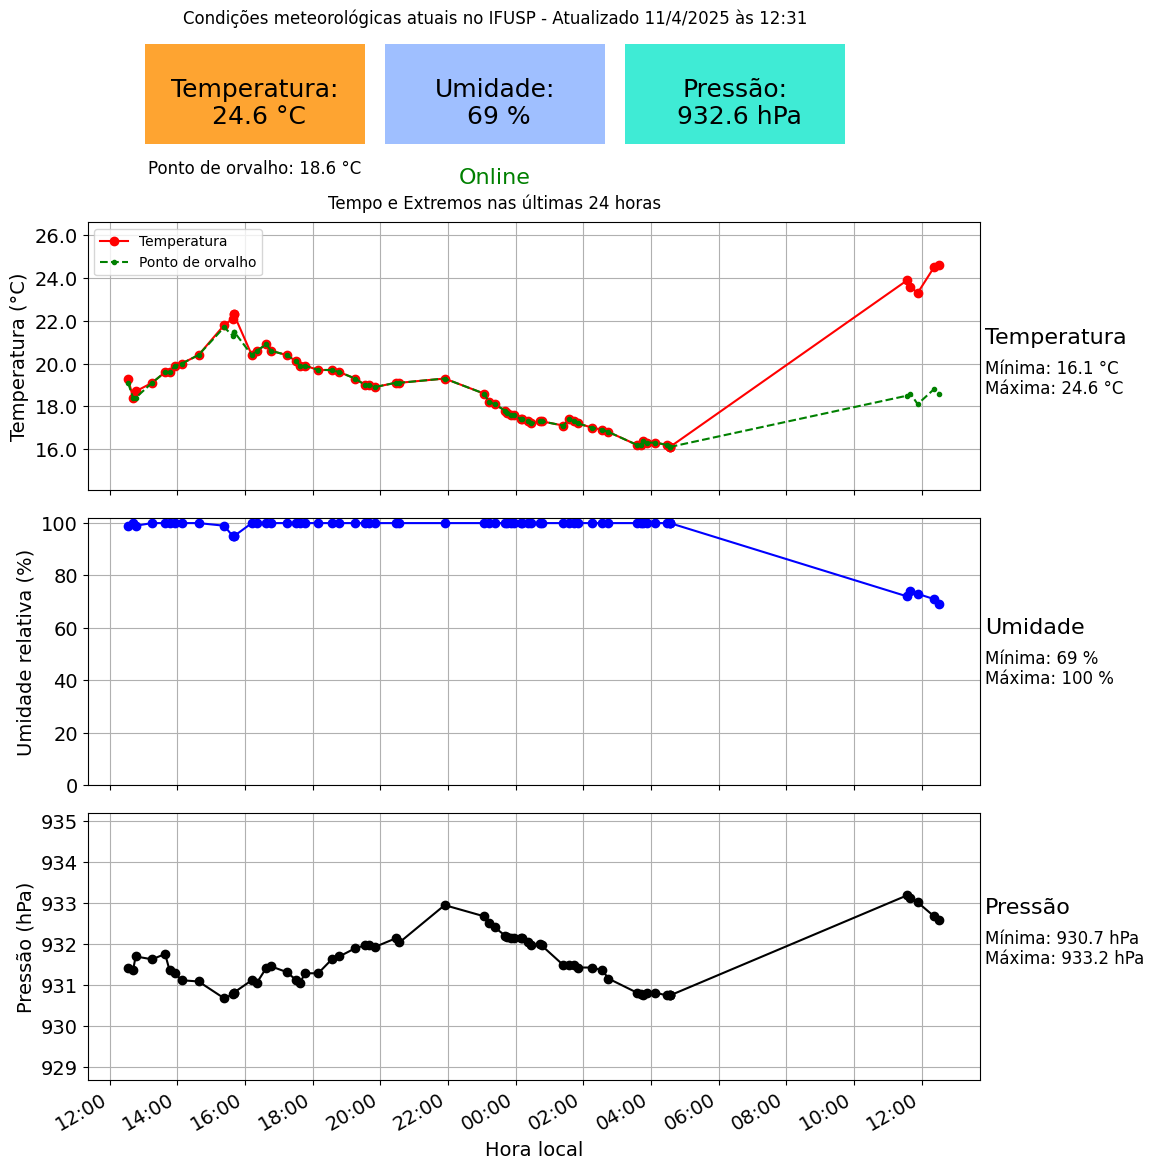 Condições meteorológicas atuais no IFUSP - Atualizado 11/4/2025 às 12:31
Temperatura:
24.6 °C
Umidade:
69 %
Pressão:
932.6 hPa
Ponto de orvalho: 18.6 °C
Online
Tempo e Extremos nas últimas 24 horas
Temperatura
Ponto de orvalho
Temperatura (°C)
26.0
24.0
22.0
20.0
18.0
16.0
Temperatura
Mínima: 16.1 °C
Máxima: 24.6 °C
Umidade relativa (%)
100
80
60
40
20
0
Umidade
Mínima: 69 %
Máxima: 100 %
Pressão (hPa)
935
934
933
932
931
930
929
Pressão
Mínima: 930.7 hPa
Máxima: 933.2 hPa
12:00
14:00
16:00
18:00
20:00
22:00
00:00
02:00
04:00
06:00
08:00
10:00
12:00
Hora local